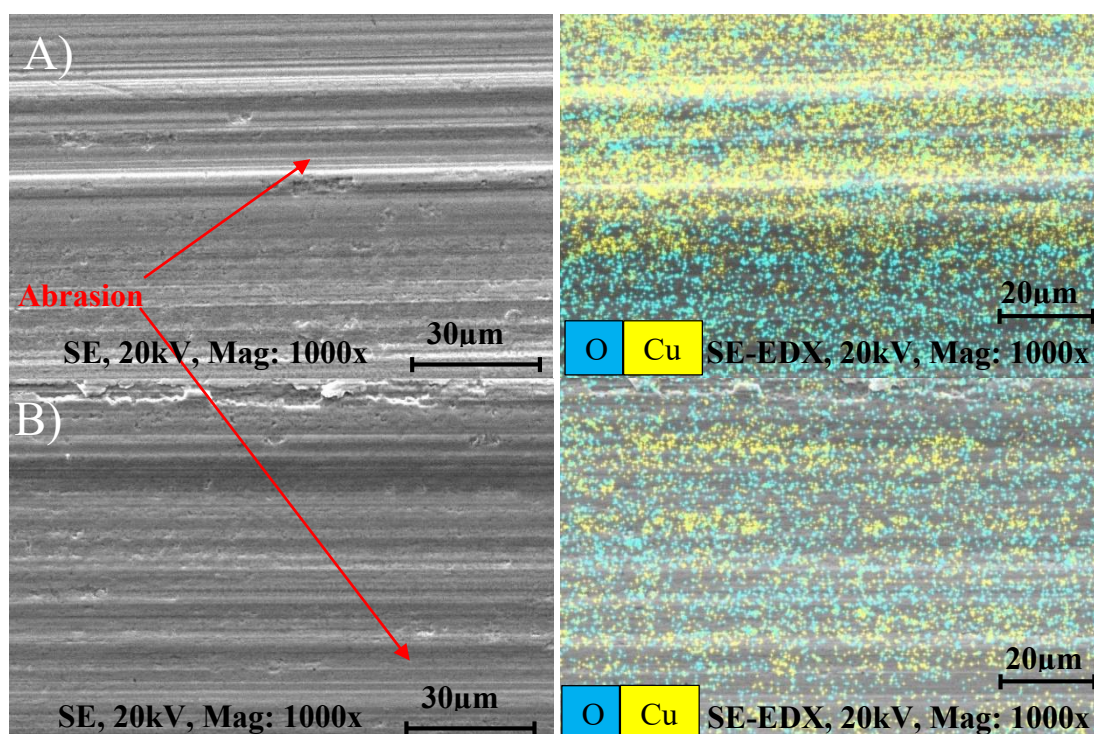 A)
Abrasion
30µm
SE, 20kV, Mag: 1000x
20µm
O Cu SE-EDX, 20kV, Mag: 1000x
B)
30µm
SE, 20kV, Mag: 1000x
20µm
O Cu SE-EDX, 20kV, Mag: 1000x